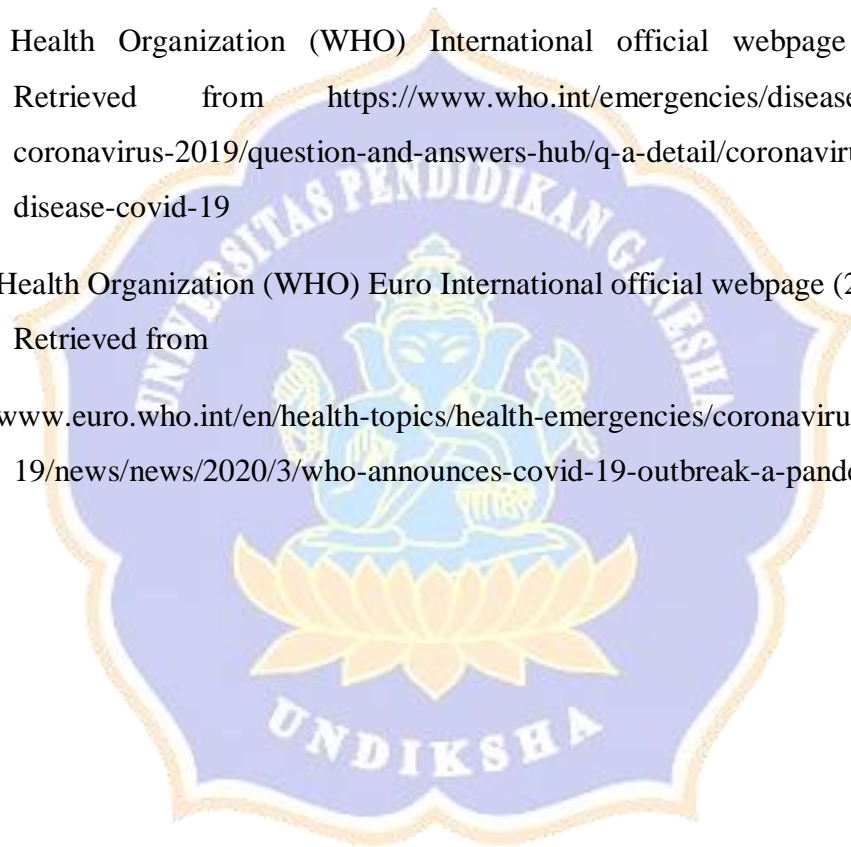 Health Organization (WHO) International official webpage
Retrieved from https://www.who.int/emergencies/disease
coronavirus-2019/question-and-answers-hub/q-a-detail/coronaviru
disease-covid-19
Health Organization (WHO) Euro International official webpage (2
Retrieved from
www.euro.who.int/en/health-topics/health-emergencies/coronaviru
19/news/news/2020/3/who-announces-covid-19-outbreak-a-pande
UNIVERSITAS PENDIDIKAN GANESHA
UNDIKSHA